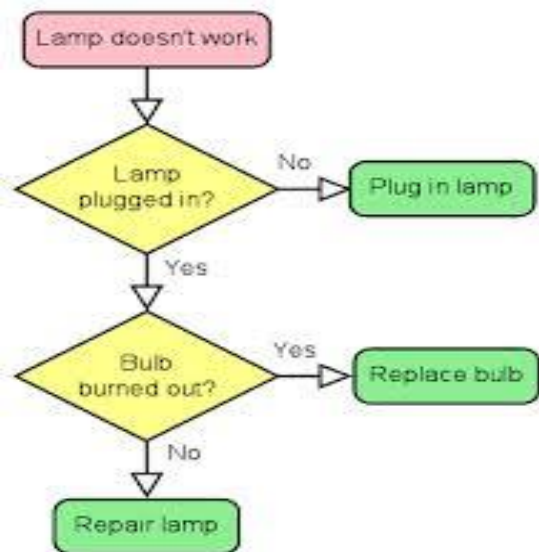 Lamp doesn't work
Lamp
plugged in?
No
Plug in lamp
Yes
Bulb
burned out?
Yes
Replace bulb
No
Repair lamp